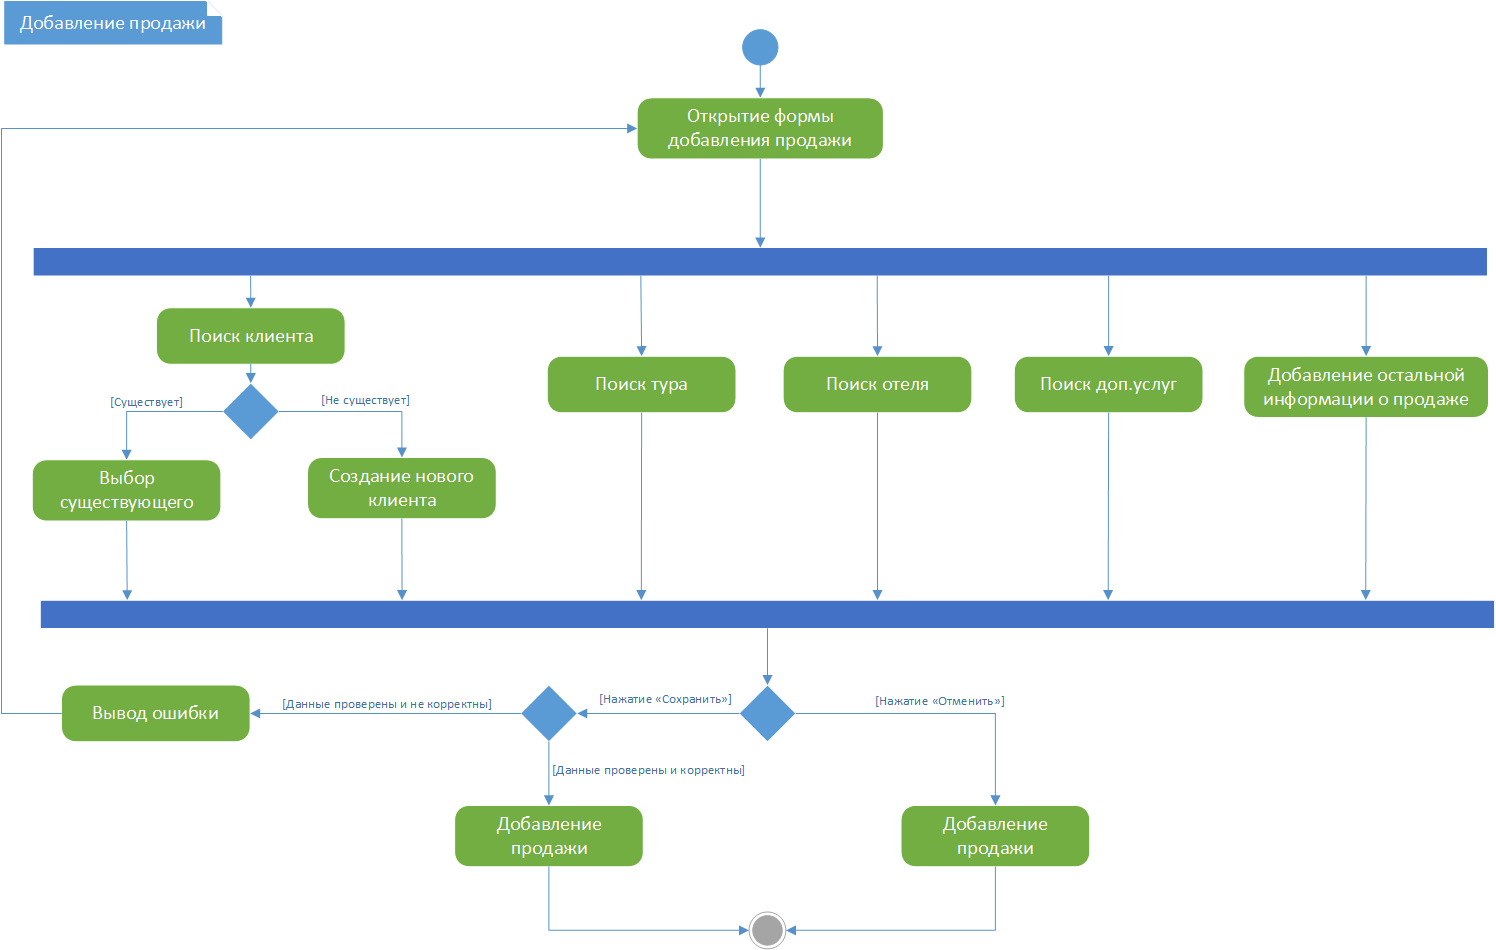 Добавление продажи
Открытие формы
добавления продажи
Поиск клиента
[Существует]
[Не существует]
Выбор
существующего
Создание нового
клиента
Поиск тура
Поиск отеля
Поиск доп.услуг
Добавление остальной
информации о продаже
Вывод ошибки
[Данные проверены и не корректны]
[Нажатие «Сохранить»]
[Нажатие «Отменить»]
[Данные проверены и корректны]
Добавление
продажи
Добавление
продажи